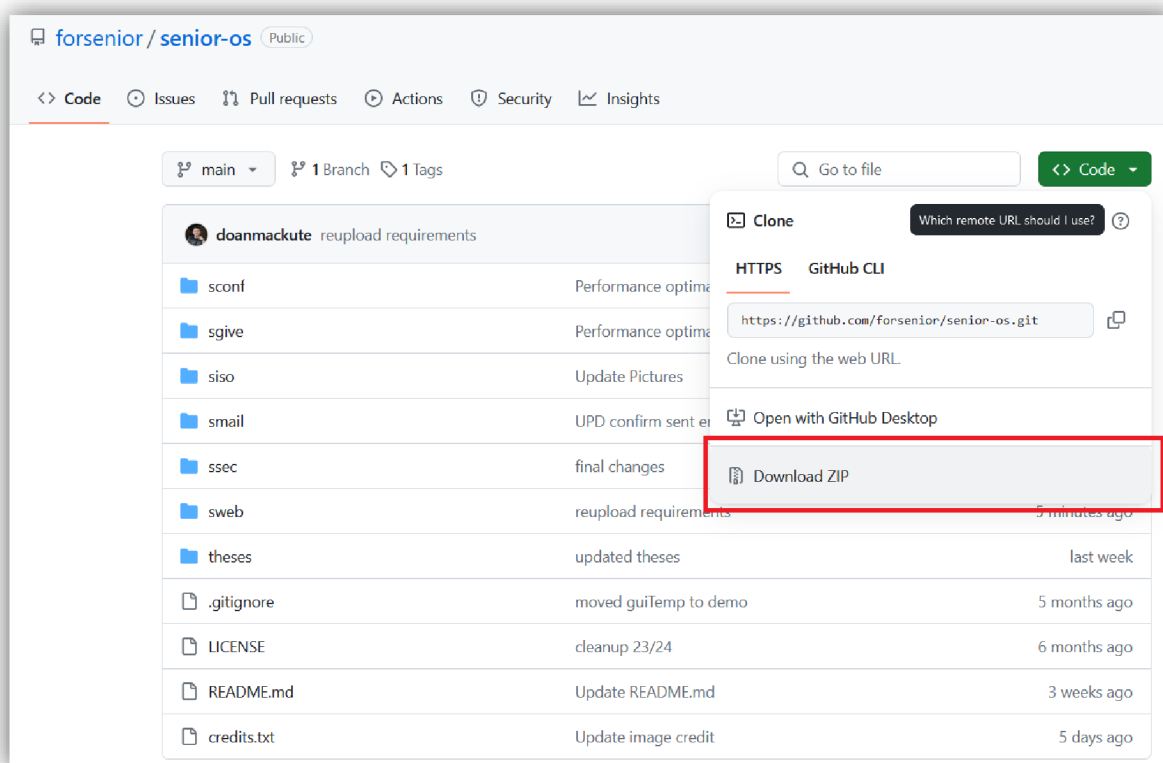 forsenior / senior-os Public
Code Issues Pull requests Actions Security Insights
main 1 Branch 1 Tags Go to file Code
doanmackute reupload requirements
Clone Which remote URL should I use?
HTTPS GitHub CLI
https://github.com/forsenior/senior-os.git
Clone using the web URL.
Open with GitHub Desktop
Download ZIP
sconf Performance optima
sgive Performance optima
siso Update Pictures
smail UPD confirm sent e
ssec final changes
sweb reupload requirements 5 minutes ago
theses updated theses last week
.gitignore moved guiTemp to demo 5 months ago
LICENSE cleanup 23/24 6 months ago
README.md Update README.md 3 weeks ago
credits.txt Update image credit 5 days ago